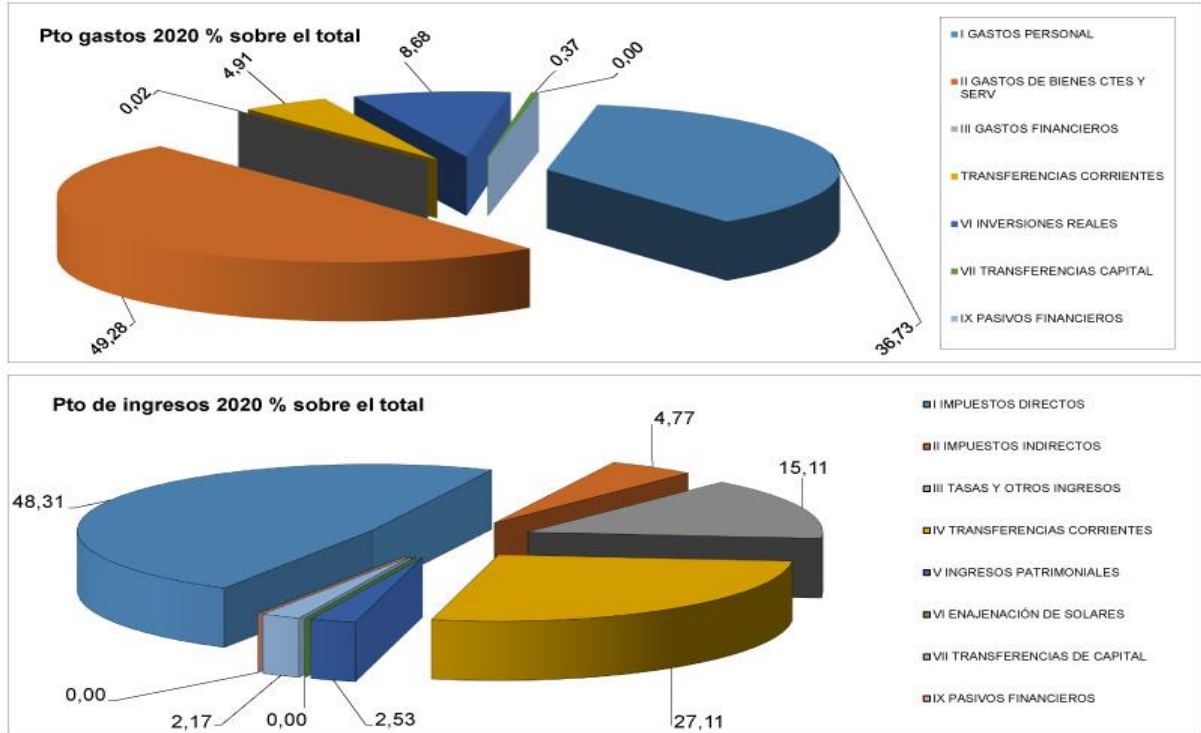 Pto gastos 2020 % sobre el total
0,02
4,91
8,68
0,37
0,00
49,28
36,73
I GASTOS PERSONAL
II GASTOS DE BIENES CTES Y
SERV
III GASTOS FINANCIEROS
TRANSFERENCIAS CORRIENTES
VI INVERSIONES REALES
VII TRANSFERENCIAS CAPITAL
IX PASIVOS FINANCIEROS
Pto de ingresos 2020 % sobre el total
48,31
4,77
15,11
0,00
2,17
0,00
2,53
27,11
I IMPUESTOS DIRECTOS
II IMPUESTOS INDIRECTOS
III TASAS Y OTROS INGRESOS
IV TRANSFERENCIAS CORRIENTES
V INGRESOS PATRIMONIALES
VI ENAJENACIÓN DE SOLARES
VII TRANSFERENCIAS DE CAPITAL
IX PASIVOS FINANCIEROS